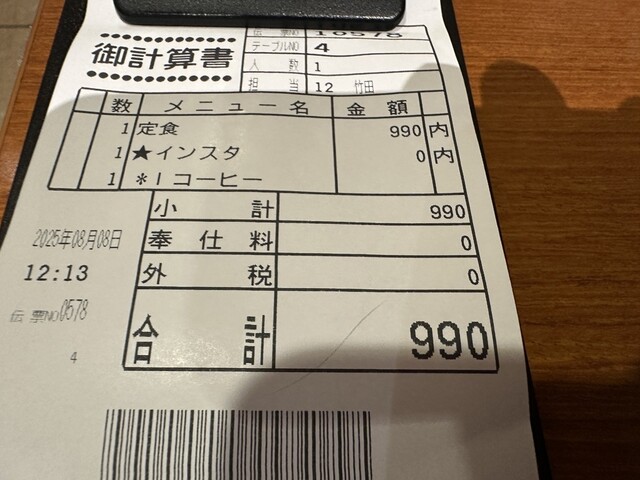 御計算書
伝票NO 10578
テーブルNO 4
人数 1
担当 12 竹田
数 メニュー名 金額
1 定食 990 内
1 ★インスタ 0 内
1 *Iコーヒー
小計 990
奉仕料 0
外税 0
合計 990
2025年08月08日
12:13
伝票NO0578
4